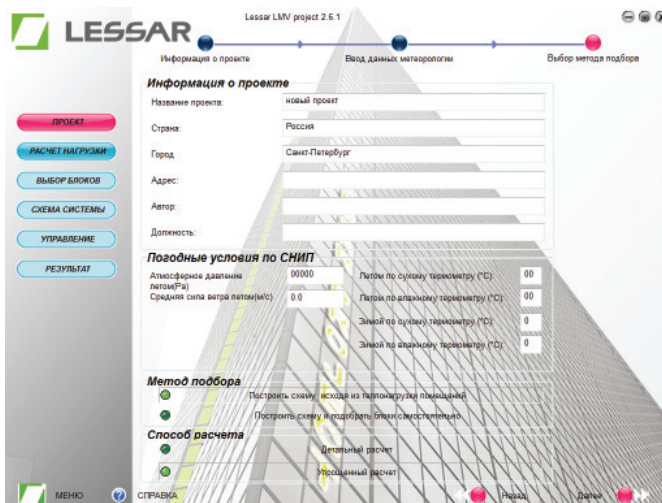 LESSAR
Lessar LMV project 2.6.1
Информация о проекте
Ввод данных метеорологии
Выбор метода подбора
ПРОЕКТ
РАСЧЕТ НАГРУЗКИ
ВЫБОР БЛОКОВ
СХЕМА СИСТЕМЫ
УПРАВЛЕНИЕ
РЕЗУЛЬТАТ
Информация о проекте
Название проекта: новый проект
Страна: Россия
Город Санкт-Петербург
Адрес:
Автор:
Должность:
Погодные условия по СНИП
Атмосферное давление 00000
летом(Pa)
Средняя сила ветра летом(м/с) 0.0
Летом по сухому термометру (°C): 00
Летом по влажному термометру (°C): 00
Зимой по сухому термометру (°C): 0
Зимой по влажному термометру (°C): 0
Метод подбора
Построить схему исходя из теплонагрузки помещений
Построить схему и подобрать блоки самостоятельно
Способ расчета
Детальный расчет
Упрощенный расчет
МЕНЮ
? СПРАВКА
Назад
Далее